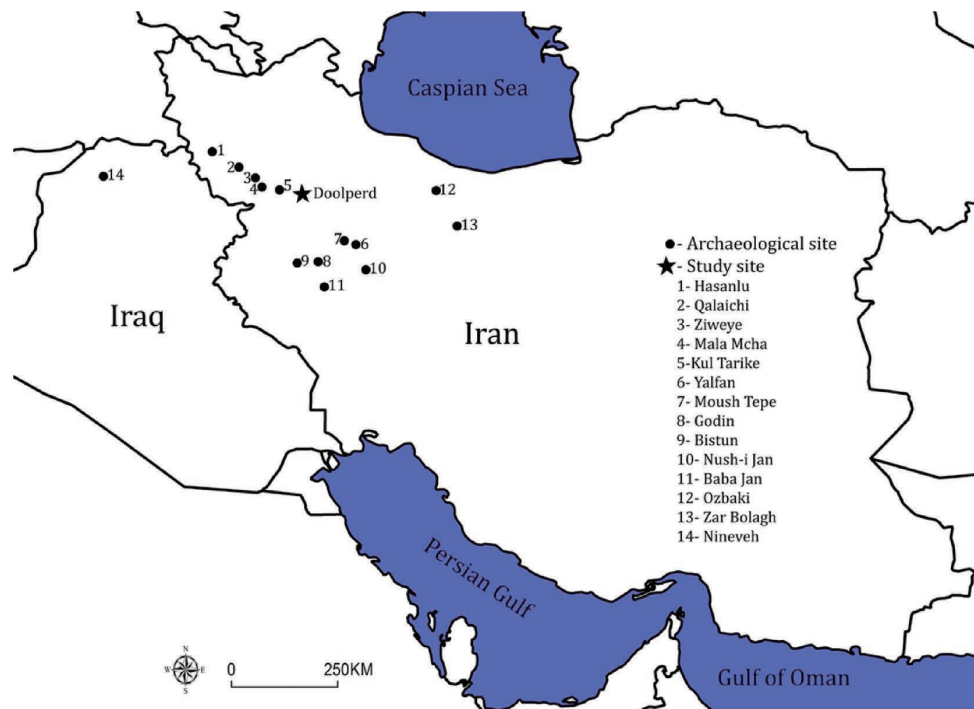 Caspian Sea
1
2
3
4
5
Doolperd
14
12
13
7
6
9
8
10
11
Iraq
Iran
●- Archaeological site
★- Study site
1- Hasanlu
2- Qalaichi
3- Ziweye
4- Mala Mcha
5-Kul Tarike
6- Yalfan
7- Moush Tepe
8- Godin
9- Bistun
10- Nush-i Jan
11- Baba Jan
12- Ozbaki
13- Zar Bolagh
14- Nineveh
Persian Gulf
Gulf of Oman
N
W E
S
0 250KM